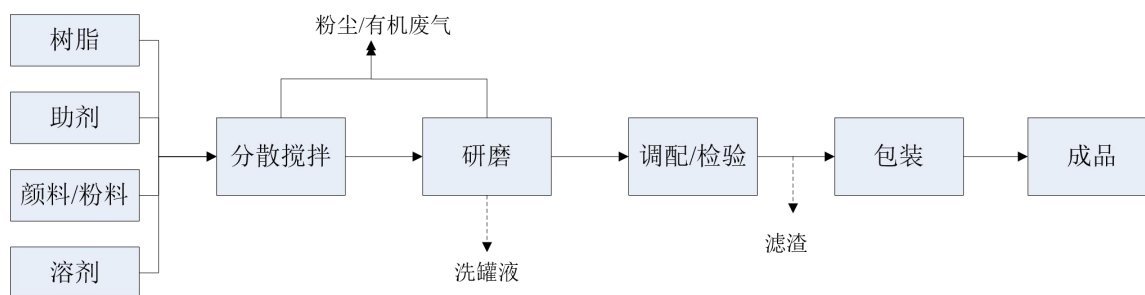 粉尘/有机废气
树脂
助剂
颜料/粉料
溶剂
分散搅拌
研磨
调配/检验
包装
成品
洗罐液
滤渣